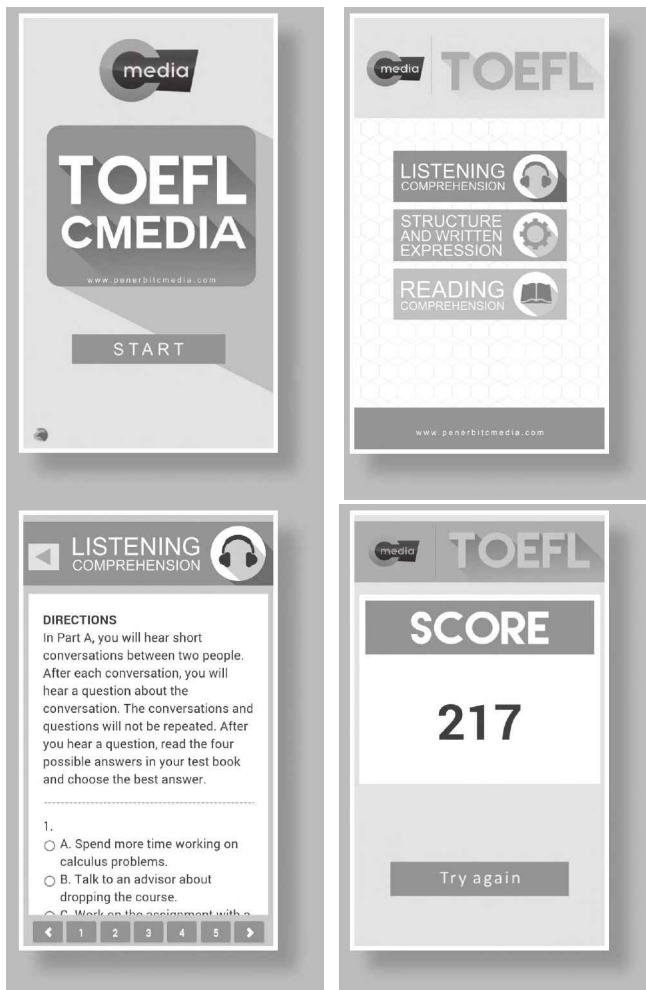 media
TOEFL
CMEDIA
www.penerbitcmedia.com
START
media
TOEFL
LISTENING
COMPREHENSION
STRUCTURE
AND WRITTEN
EXPRESSION
READING
COMPREHENSION
www.penerbitcmedia.com
LISTENING
COMPREHENSION
DIRECTIONS
In Part A, you will hear short
conversations between two people.
After each conversation, you will
hear a question about the
conversation. The conversations and
questions will not be repeated. After
you hear a question, read the four
possible answers in your test book
and choose the best answer.
1.
A. Spend more time working on
calculus problems.
B. Talk to an advisor about
dropping the course.
C. Work on the assignment with a
1 2 3 4 5
media
TOEFL
SCORE
217
Try again